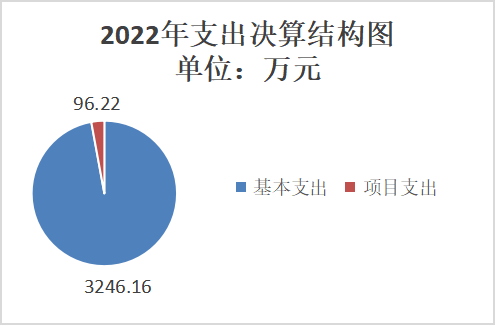 2022年支出决算结构图
单位：万元
96.22
基本支出 项目支出
3246.16